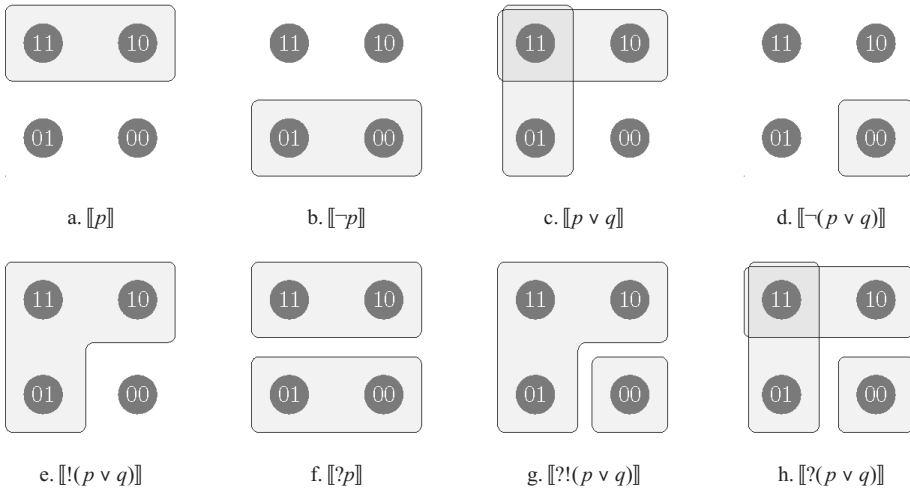 11 10 11 10 11 10 11 10
01 00 01 00 01 00 01 00
a. ⟦p⟧ b. ⟦¬p⟧ c. ⟦p ∨ q⟧ d. ⟦¬(p ∨ q)⟧
11 10 11 10 11 10 11 10
01 00 01 00 01 00 01 00
e. ⟦!(p ∨ q)⟧ f. ⟦?p⟧ g. ⟦?!(p ∨ q)⟧ h. ⟦?(p ∨ q)⟧